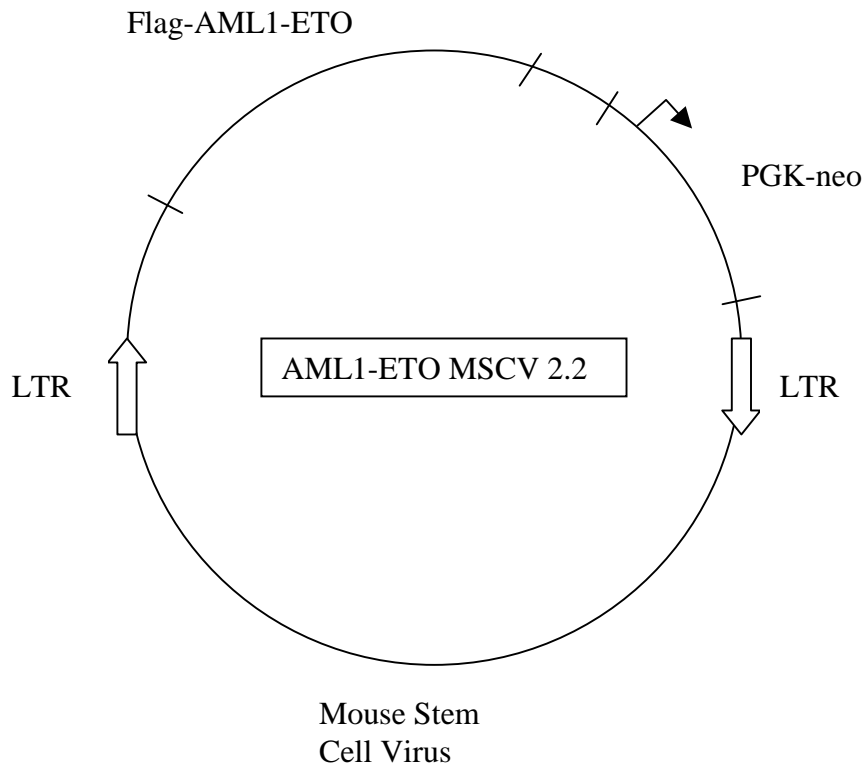 Flag-AML1-ETO
PGK-neo
LTR
AML1-ETO MSCV 2.2
LTR
Mouse Stem
Cell Virus